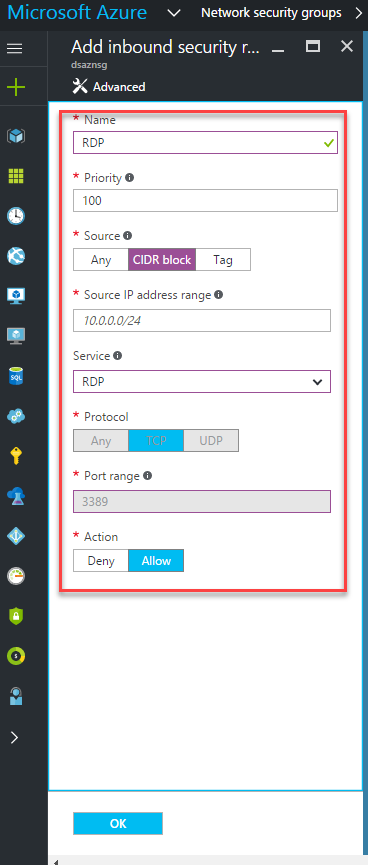 Microsoft Azure Network security groups
Add inbound security r...
dsaznsg
Advanced
* Name
RDP
* Priority
100
* Source
Any CIDR block Tag
* Source IP address range
10.0.0.0/24
Service
RDP
* Protocol
Any TCP UDP
* Port range
3389
* Action
Deny Allow
SQL
OK